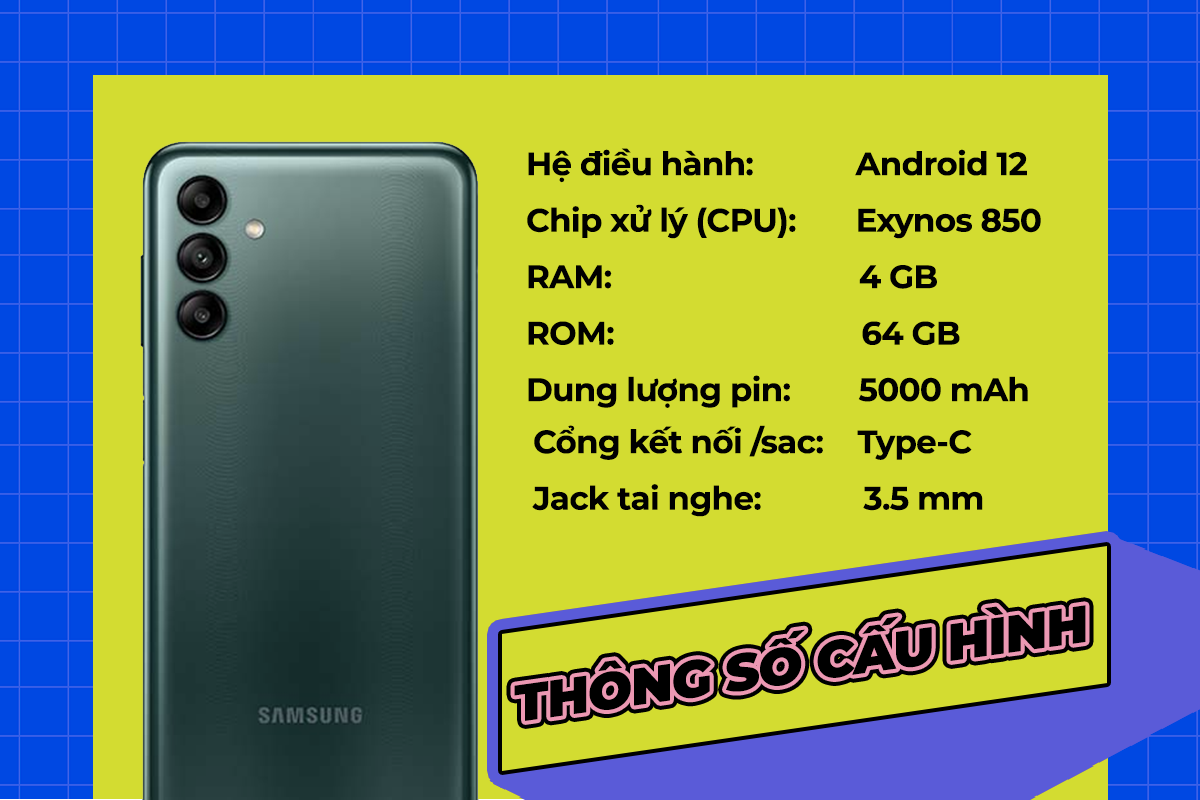 Hệ điều hành: Android 12
Chip xử lý (CPU): Exynos 850
RAM: 4 GB
ROM: 64 GB
Dung lượng pin: 5000 mAh
Cổng kết nối /sac: Type-C
Jack tai nghe: 3.5 mm
THÔNG SỐ CẤU HÌNH
SAMSUNG